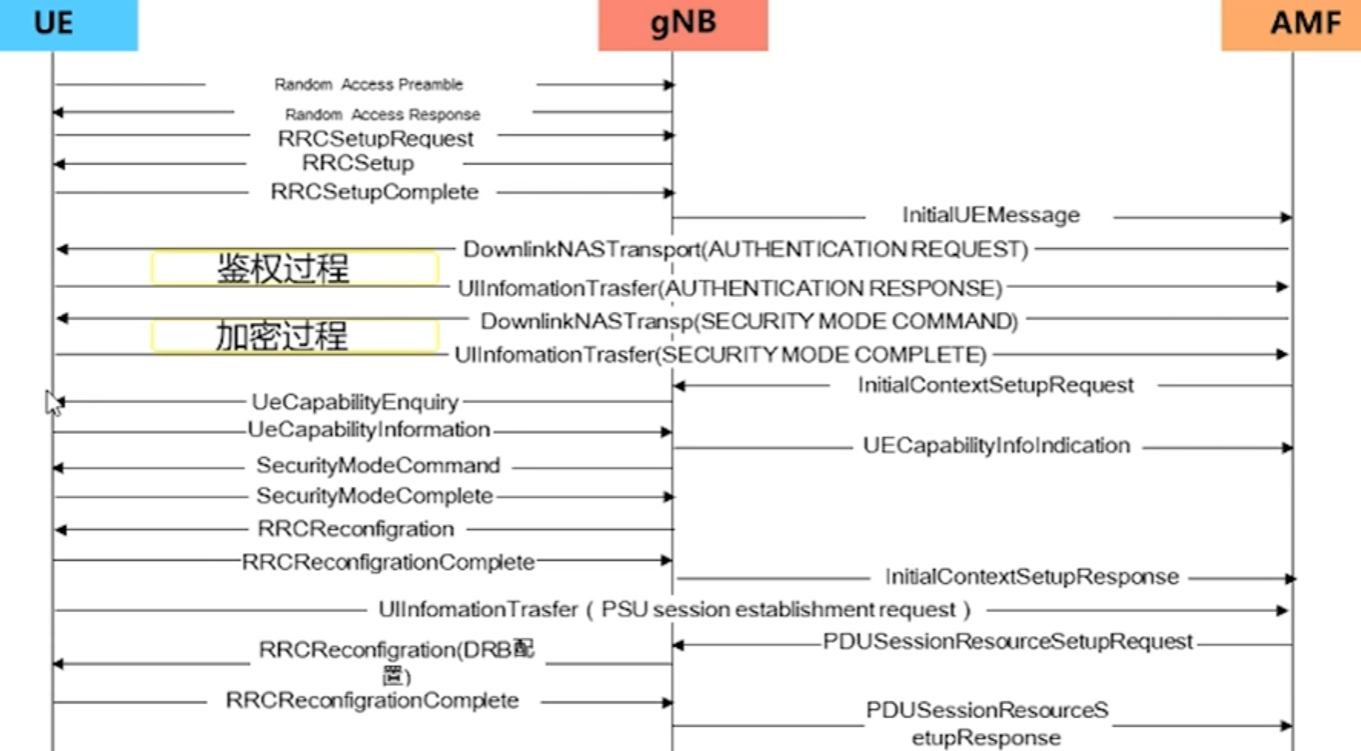 UE
gNB
AMF
Random Access Preamble
Random Access Response
RRCSetupRequest
RRCSetup
RRCSetupComplete
InitialUEMessage
DownlinkNASTransport(AUTHENTICATION REQUEST)
鉴权过程
UlInfomationTrasfer(AUTHENTICATION RESPONSE)
DownlinkNASTransp(SECURITY MODE COMMAND)
加密过程
UlInfomationTrasfer(SECURITY MODE COMPLETE)
InitialContextSetupRequest
UeCapabilityEnquiry
UeCapabilityInformation
UECapabilityInfoIndication
SecurityModeCommand
SecurityModeComplete
RRCReconfigration
RRCReconfigrationComplete
InitialContextSetupResponse
UlInfomationTrasfer ( PSU session establishment request )
PDUSessionResourceSetupRequest
RRCReconfigration(DRB配
置)
RRCReconfigrationComplete
PDUSessionResourceS
etupResponse